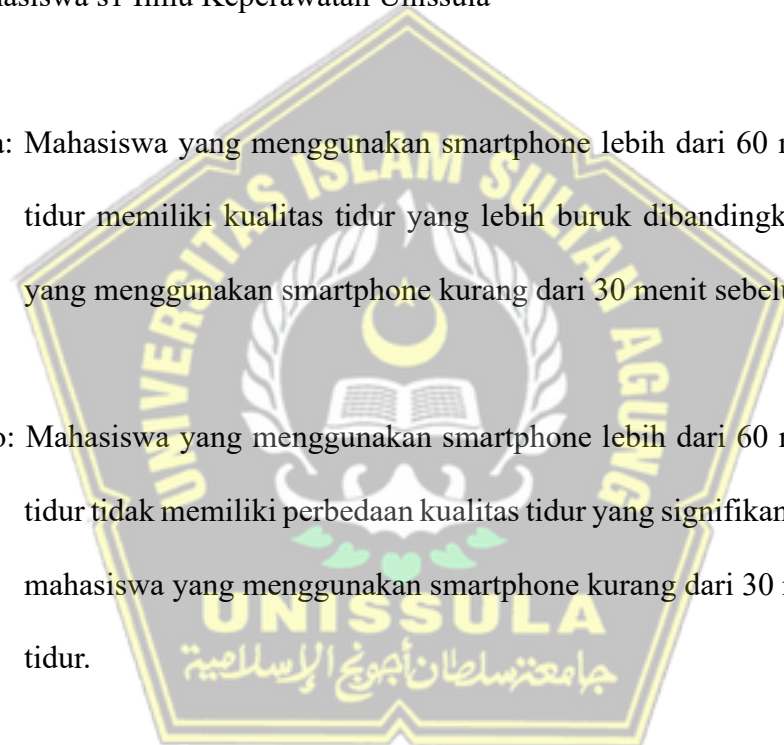 hasiswa s1 Ilmu Keperawatan Unissula
a: Mahasiswa yang menggunakan smartphone lebih dari 60
tidur memiliki kualitas tidur yang lebih buruk dibandingk
yang menggunakan smartphone kurang dari 30 menit sebelu
o: Mahasiswa yang menggunakan smartphone lebih dari 60
tidur tidak memiliki perbedaan kualitas tidur yang signifikan
mahasiswa yang menggunakan smartphone kurang dari 30
tidur.
UNIVERSITAS ISLAM SULTAN AGUNG
UNISSULA
جامعة سلطان أجونج الإسلامية